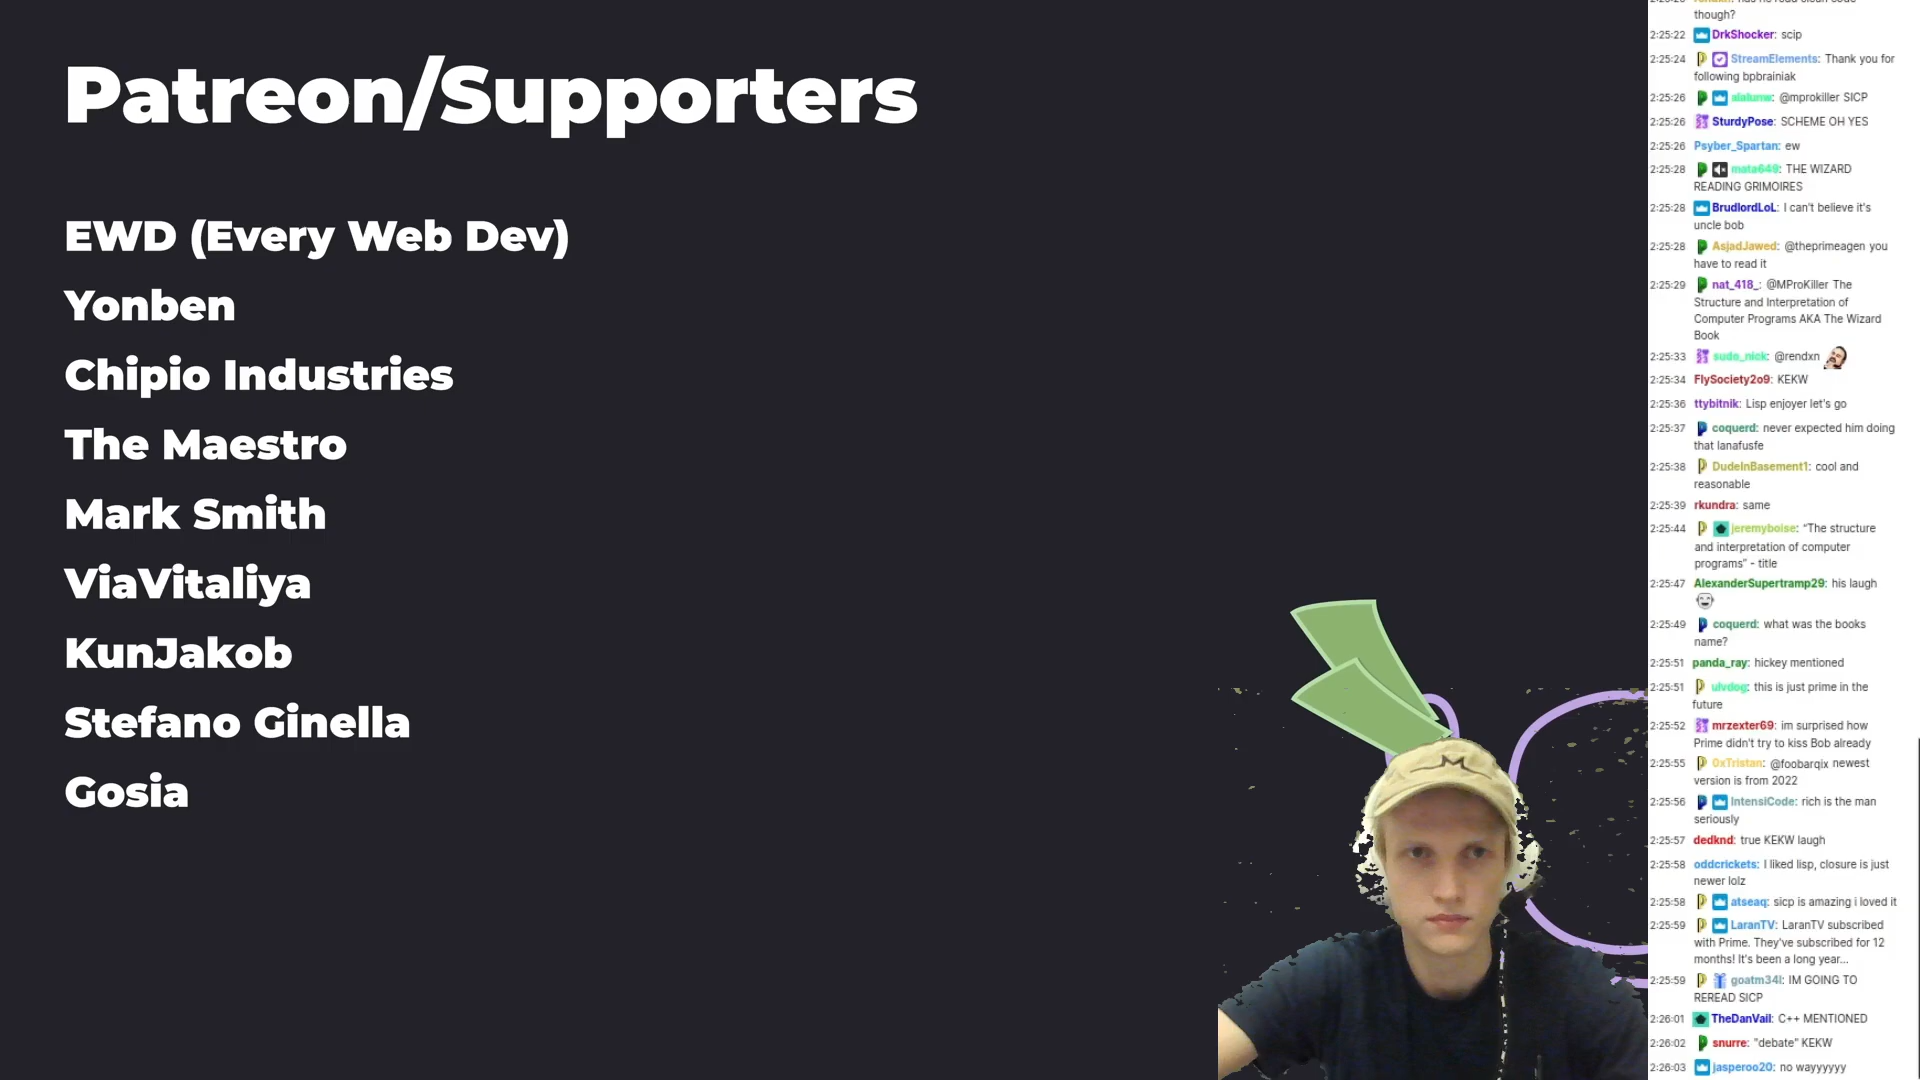 Patreon/Supporters
EWD (Every Web Dev)
Yonben
Chipio Industries
The Maestro
Mark Smith
ViaVitaliya
KunJakob
Stefano Ginella
Gosia
though?
2:25:22 DrkShocker: scip
2:25:24 StreamElements: Thank you for
following bpbrainiak
2:25:26 alalunw: @mprokiller SICP
2:25:26 SturdyPose: SCHEME OH YES
2:25:26 Psyber_Spartan: ew
2:25:28 mata649: THE WIZARD
READING GRIMOIRES
2:25:28 BrudlordLoL: I can't believe it's
uncle bob
2:25:28 AsjadJawed: @theprimeagen you
have to read it
2:25:29 nat_418_: @MProKiller The
Structure and Interpretation of
Computer Programs AKA The Wizard
Book
2:25:33 sudo_nick: @rendxn
2:25:34 FlySociety2o9: KEKW
2:25:36 ttybitnik: Lisp enjoyer let's go
2:25:37 coquerd: never expected him doing
that lanafusfe
2:25:38 DudeInBasement1: cool and
reasonable
2:25:39 rkundra: same
2:25:44 jeremyboise: “The structure
and interpretation of computer
programs” - title
2:25:47 AlexanderSupertramp29: his laugh
2:25:49 coquerd: what was the books
name?
2:25:51 panda_ray: hickey mentioned
2:25:51 ulvdog: this is just prime in the
future
2:25:52 mrzexter69: im surprised how
Prime didn't try to kiss Bob already
2:25:55 0xTristan: @foobarqix newest
version is from 2022
2:25:56 IntensiCode: rich is the man
seriously
2:25:57 dedknd: true KEKW laugh
2:25:58 oddcrickets: I liked lisp, closure is just
newer lolz
2:25:58 atseaq: sicp is amazing i loved it
2:25:59 LaranTV: LaranTV subscribed
with Prime. They've subscribed for 12
months! It's been a long year...
2:25:59 goatm34l: IM GOING TO
REREAD SICP
2:26:01 TheDanVail: C++ MENTIONED
2:26:02 snurre: "debate" KEKW
2:26:03 jasperoo20: no wayyyyyy